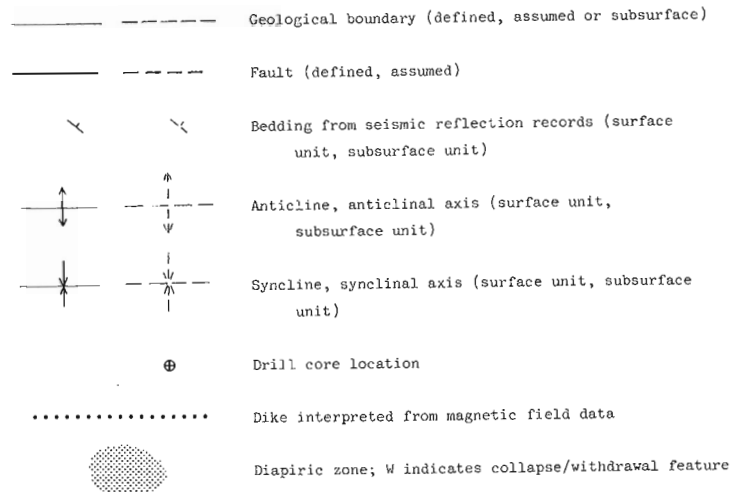 Geological boundary (defined, assumed or subsurface)
Fault (defined, assumed)
Bedding from seismic reflection records (surface
unit, subsurface unit)
Anticline, anticlinal axis (surface unit,
subsurface unit)
Syncline, synclinal axis (surface unit, subsurface
unit)
Drill core location
Dike interpreted from magnetic field data
Diapiric zone; W indicates collapse/withdrawal feature